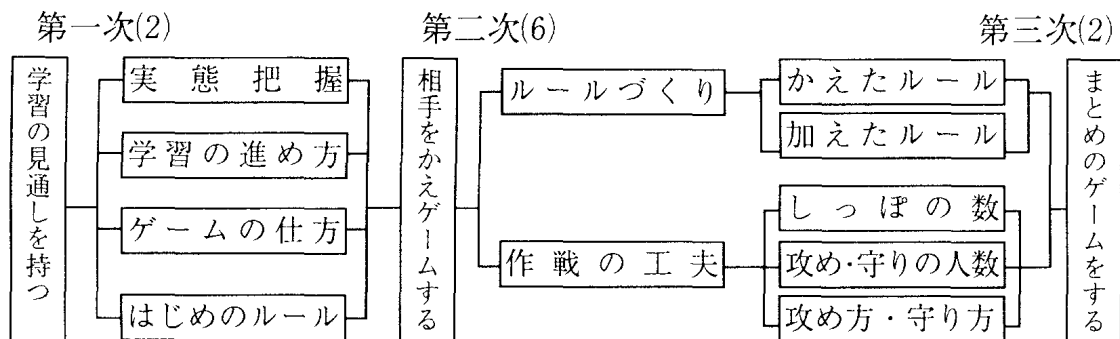 第一次(2)
第二次(6)
第三次(2)
学習の見通しを持つ
実態把握
学習の進め方
ゲームの仕方
はじめのルール
相手をかえゲームする
ルールづくり
作戦の工夫
かえたルール
加えたルール
しっぽの数
攻め・守りの人数
攻め方・守り方
まとめのゲームをする